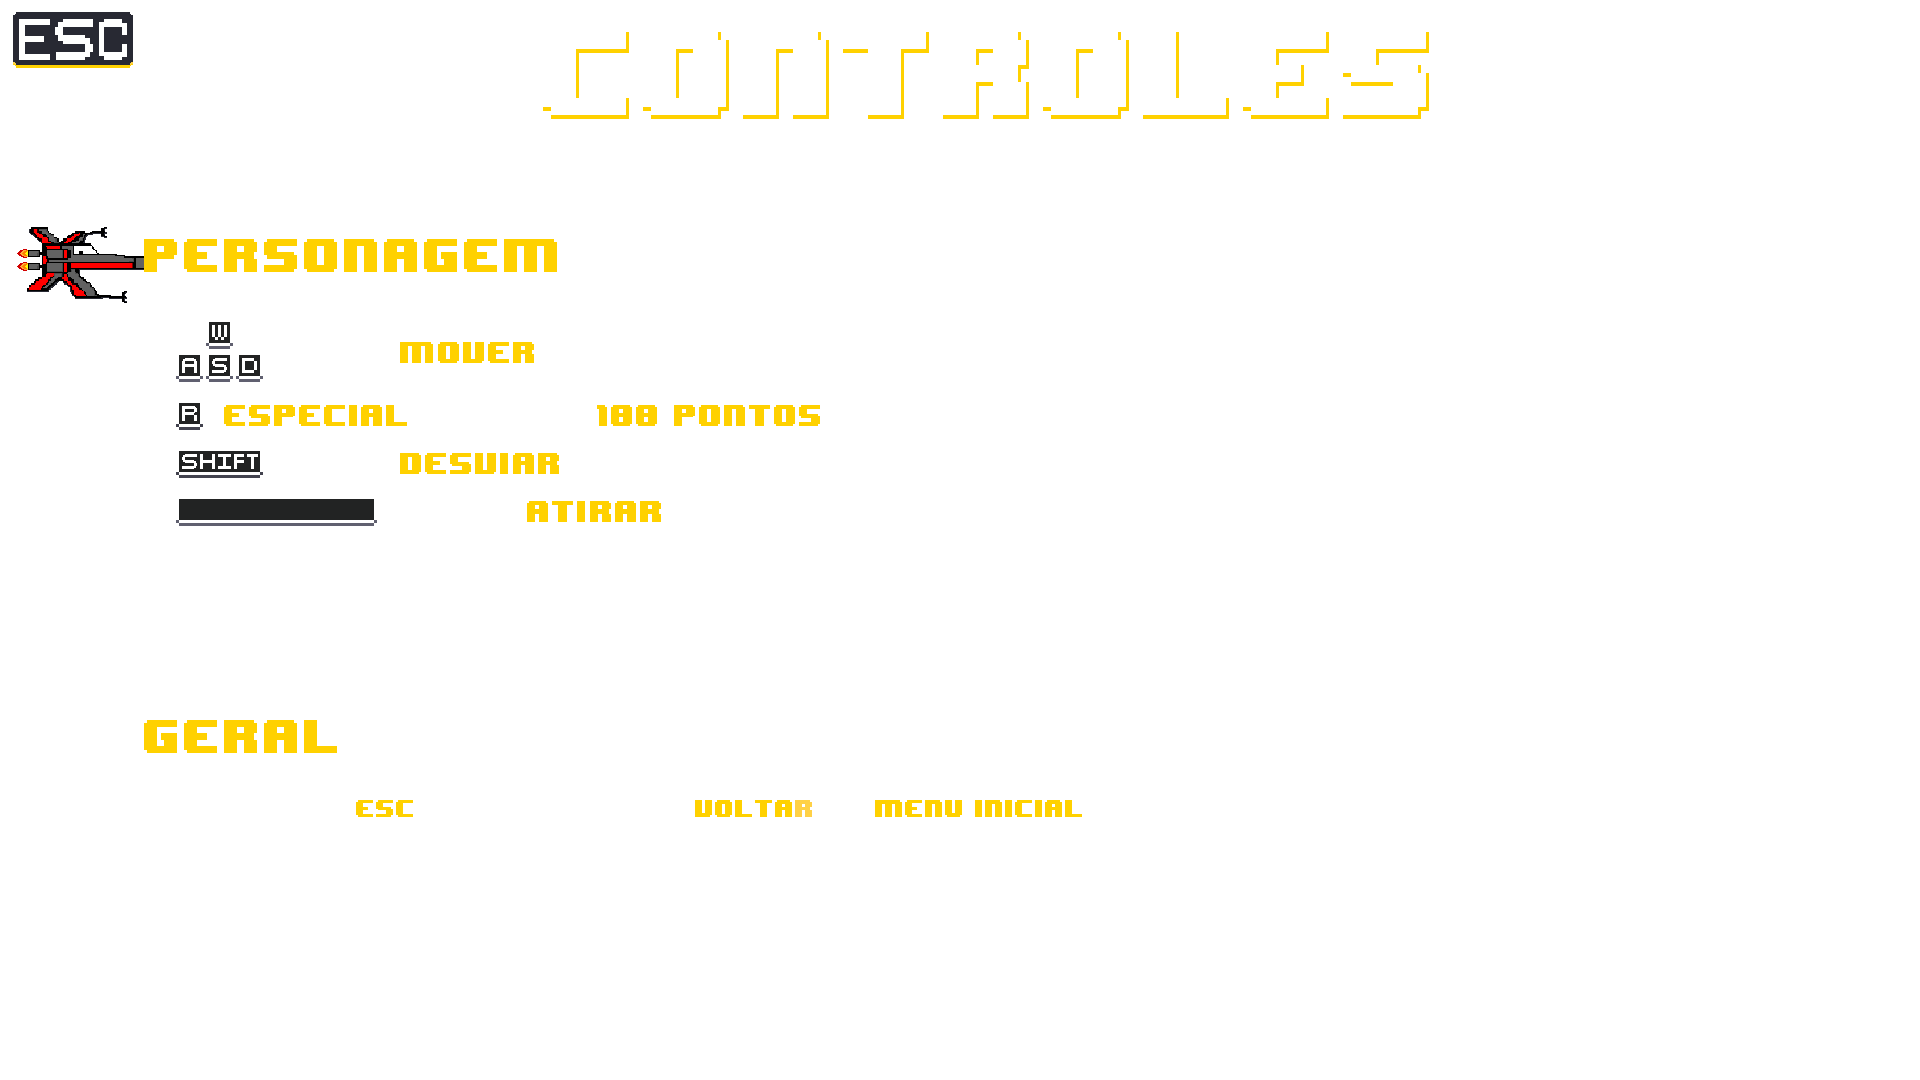 ESC
CONTROLES
PERSONAGEM
W
MOVER
A S D
R ESPECIAL 100 PONTOS
SHIFT DESVIAR
ATIRAR
GERAL
ESC VOLTAR MENU INICIAL